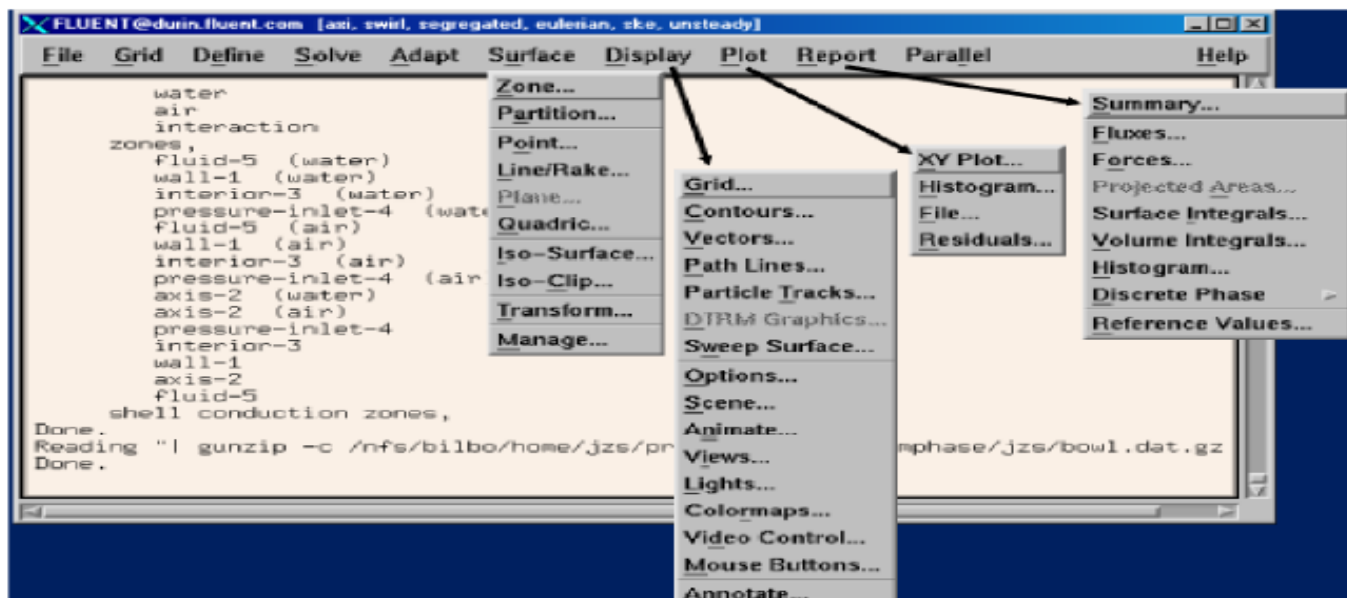 FLUENT@durin.fluent.com [axi, swirl, segregated, eulerian, ske, unsteady]
File Grid Define Solve Adapt Surface Display Plot Report Parallel Help
water
air
interaction
zones,
fluid-5 (water)
wall-1 (water)
interior-3 (water)
pressure-inlet-4 (wate
fluid-5 (air)
wall-1 (air)
interior-3 (air)
pressure-inlet-4 (air
axis-2 (water)
axis-2 (air)
pressure-inlet-4
interior-3
wall-1
axis-2
fluid-5
shell conduction zones,
Done.
Reading "| gunzip -c /nfs/bilbo/home/jzs/pr mphase/jzs/bowl.dat.gz
Done.
Zone...
Partition...
Point...
Line/Rake...
Plane...
Quadric...
Iso-Surface...
Iso-Clip...
Transform...
Manage...
Grid...
Contours...
Vectors...
Path Lines...
Particle Tracks...
DTRM Graphics...
Sweep Surface...
Options...
Scene...
Animate...
Views...
Lights...
Colormaps...
Video Control...
Mouse Buttons...
Annotate...
XY Plot...
Histogram...
File...
Residuals...
Summary...
Fluxes...
Forces...
Projected Areas...
Surface Integrals...
Volume Integrals...
Histogram...
Discrete Phase
Reference Values...